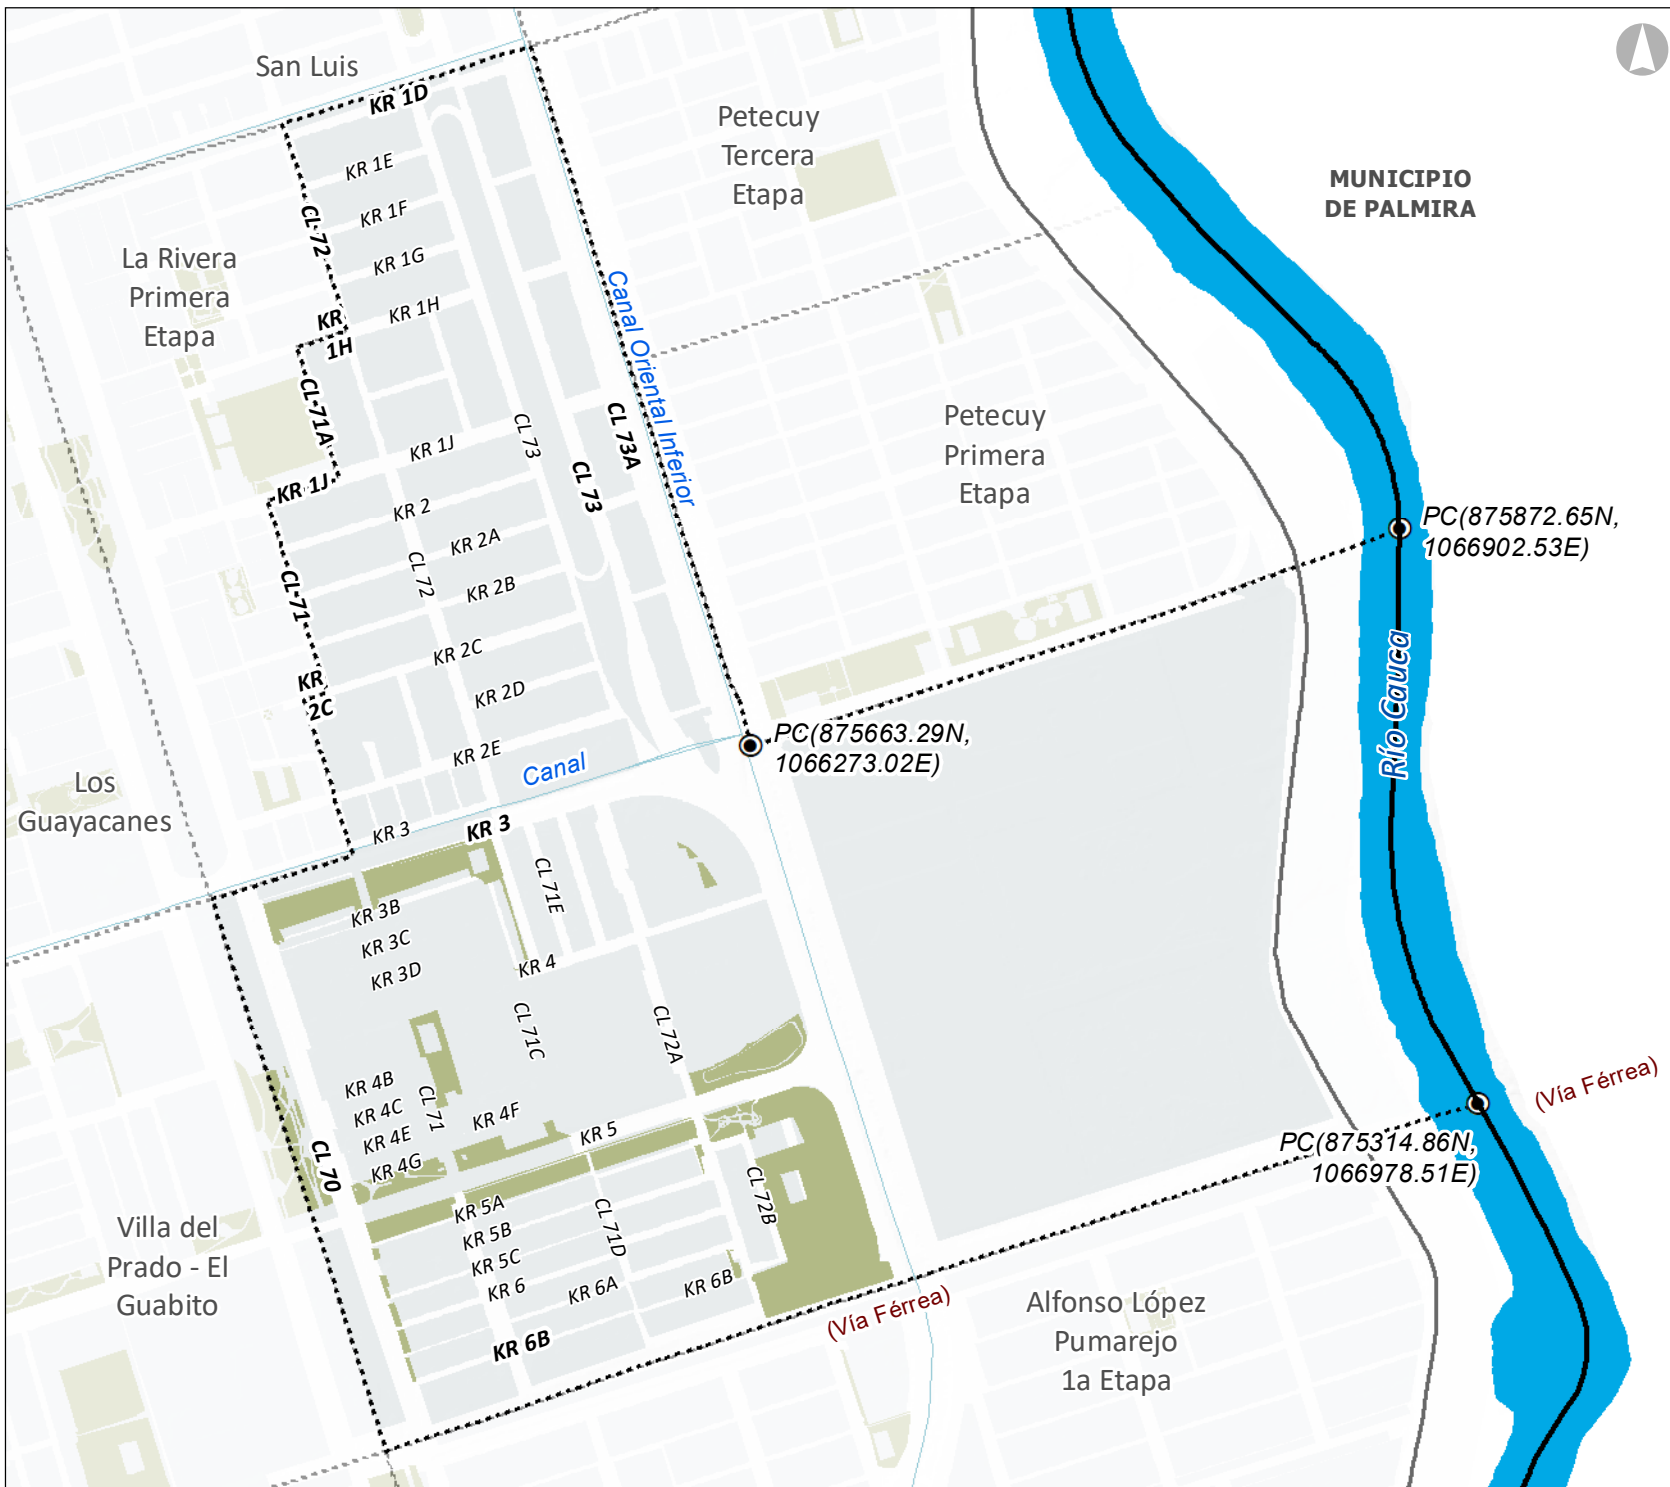 San Luis
KR 1D
Petecuy
Tercera
Etapa
MUNICIPIO
DE PALMIRA
KR 1E
KR 1F
CL 72
KR 1G
La Rivera
Primera
Etapa
KR 1H
KR
1H
Canal Oriental Inferior
CL 71A
CL 73A
CL 73
KR 1J
Petecuy
Primera
Etapa
CL 73
KR 1J
KR 2
KR 2A
PC(875872.65N,
1066902.53E)
CL 72
KR 2B
CL 71
KR 2C
KR
2C
KR 2D
Río Cauca
PC(875663.29N,
1066273.02E)
KR 2E
Canal
Los
Guayacanes
KR 3
KR 3
CL 71E
KR 3B
KR 3C
KR 3D
KR 4
CL 71C
CL 72A
KR 4B
KR 4C
KR 4E
KR 4G
CL 71
KR 4F
KR 5
(Vía Férrea)
PC(875314.86N,
1066978.51E)
CL 70
CL 72B
KR 5A
KR 5B
KR 5C
KR 6
CL 71D
KR 6A
KR 6B
Villa del
Prado - El
Guabito
KR 6B
(Vía Férrea)
Alfonso López
Pumarejo
1a Etapa